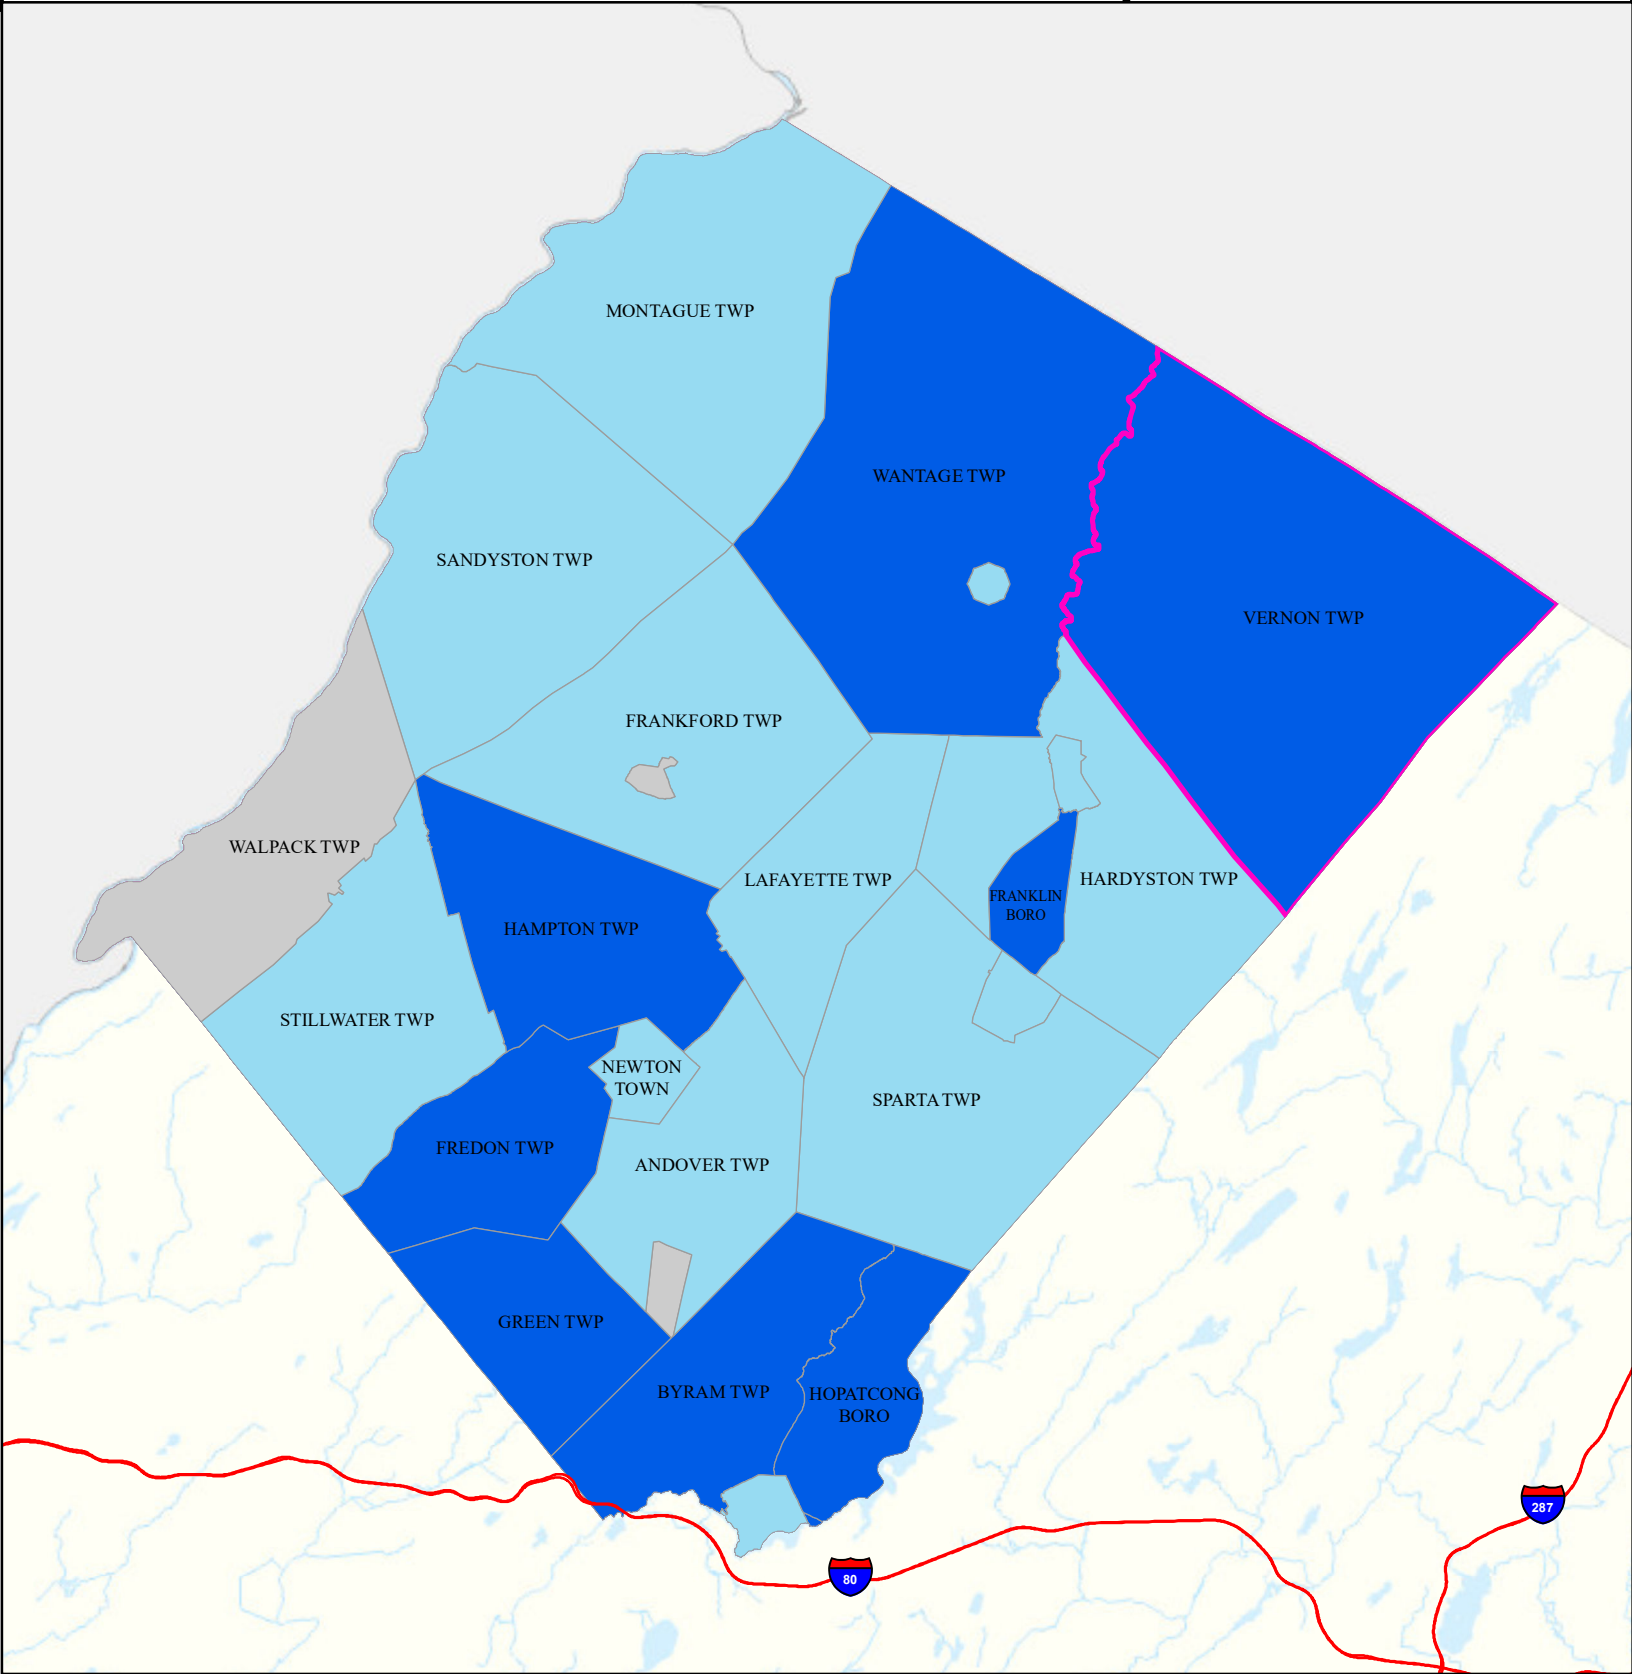 MONTAGUE TWP
WANTAGE TWP
SANDYSTON TWP
VERNON TWP
FRANKFORD TWP
WALPACK TWP
LAFAYETTE TWP
HARDYSTON TWP
FRANKLIN
BORO
HAMPTON TWP
STILLWATER TWP
NEWTON
TOWN
SPARTA TWP
FREDON TWP
ANDOVER TWP
GREEN TWP
BYRAM TWP
HOPATCONG
BORO
287
80